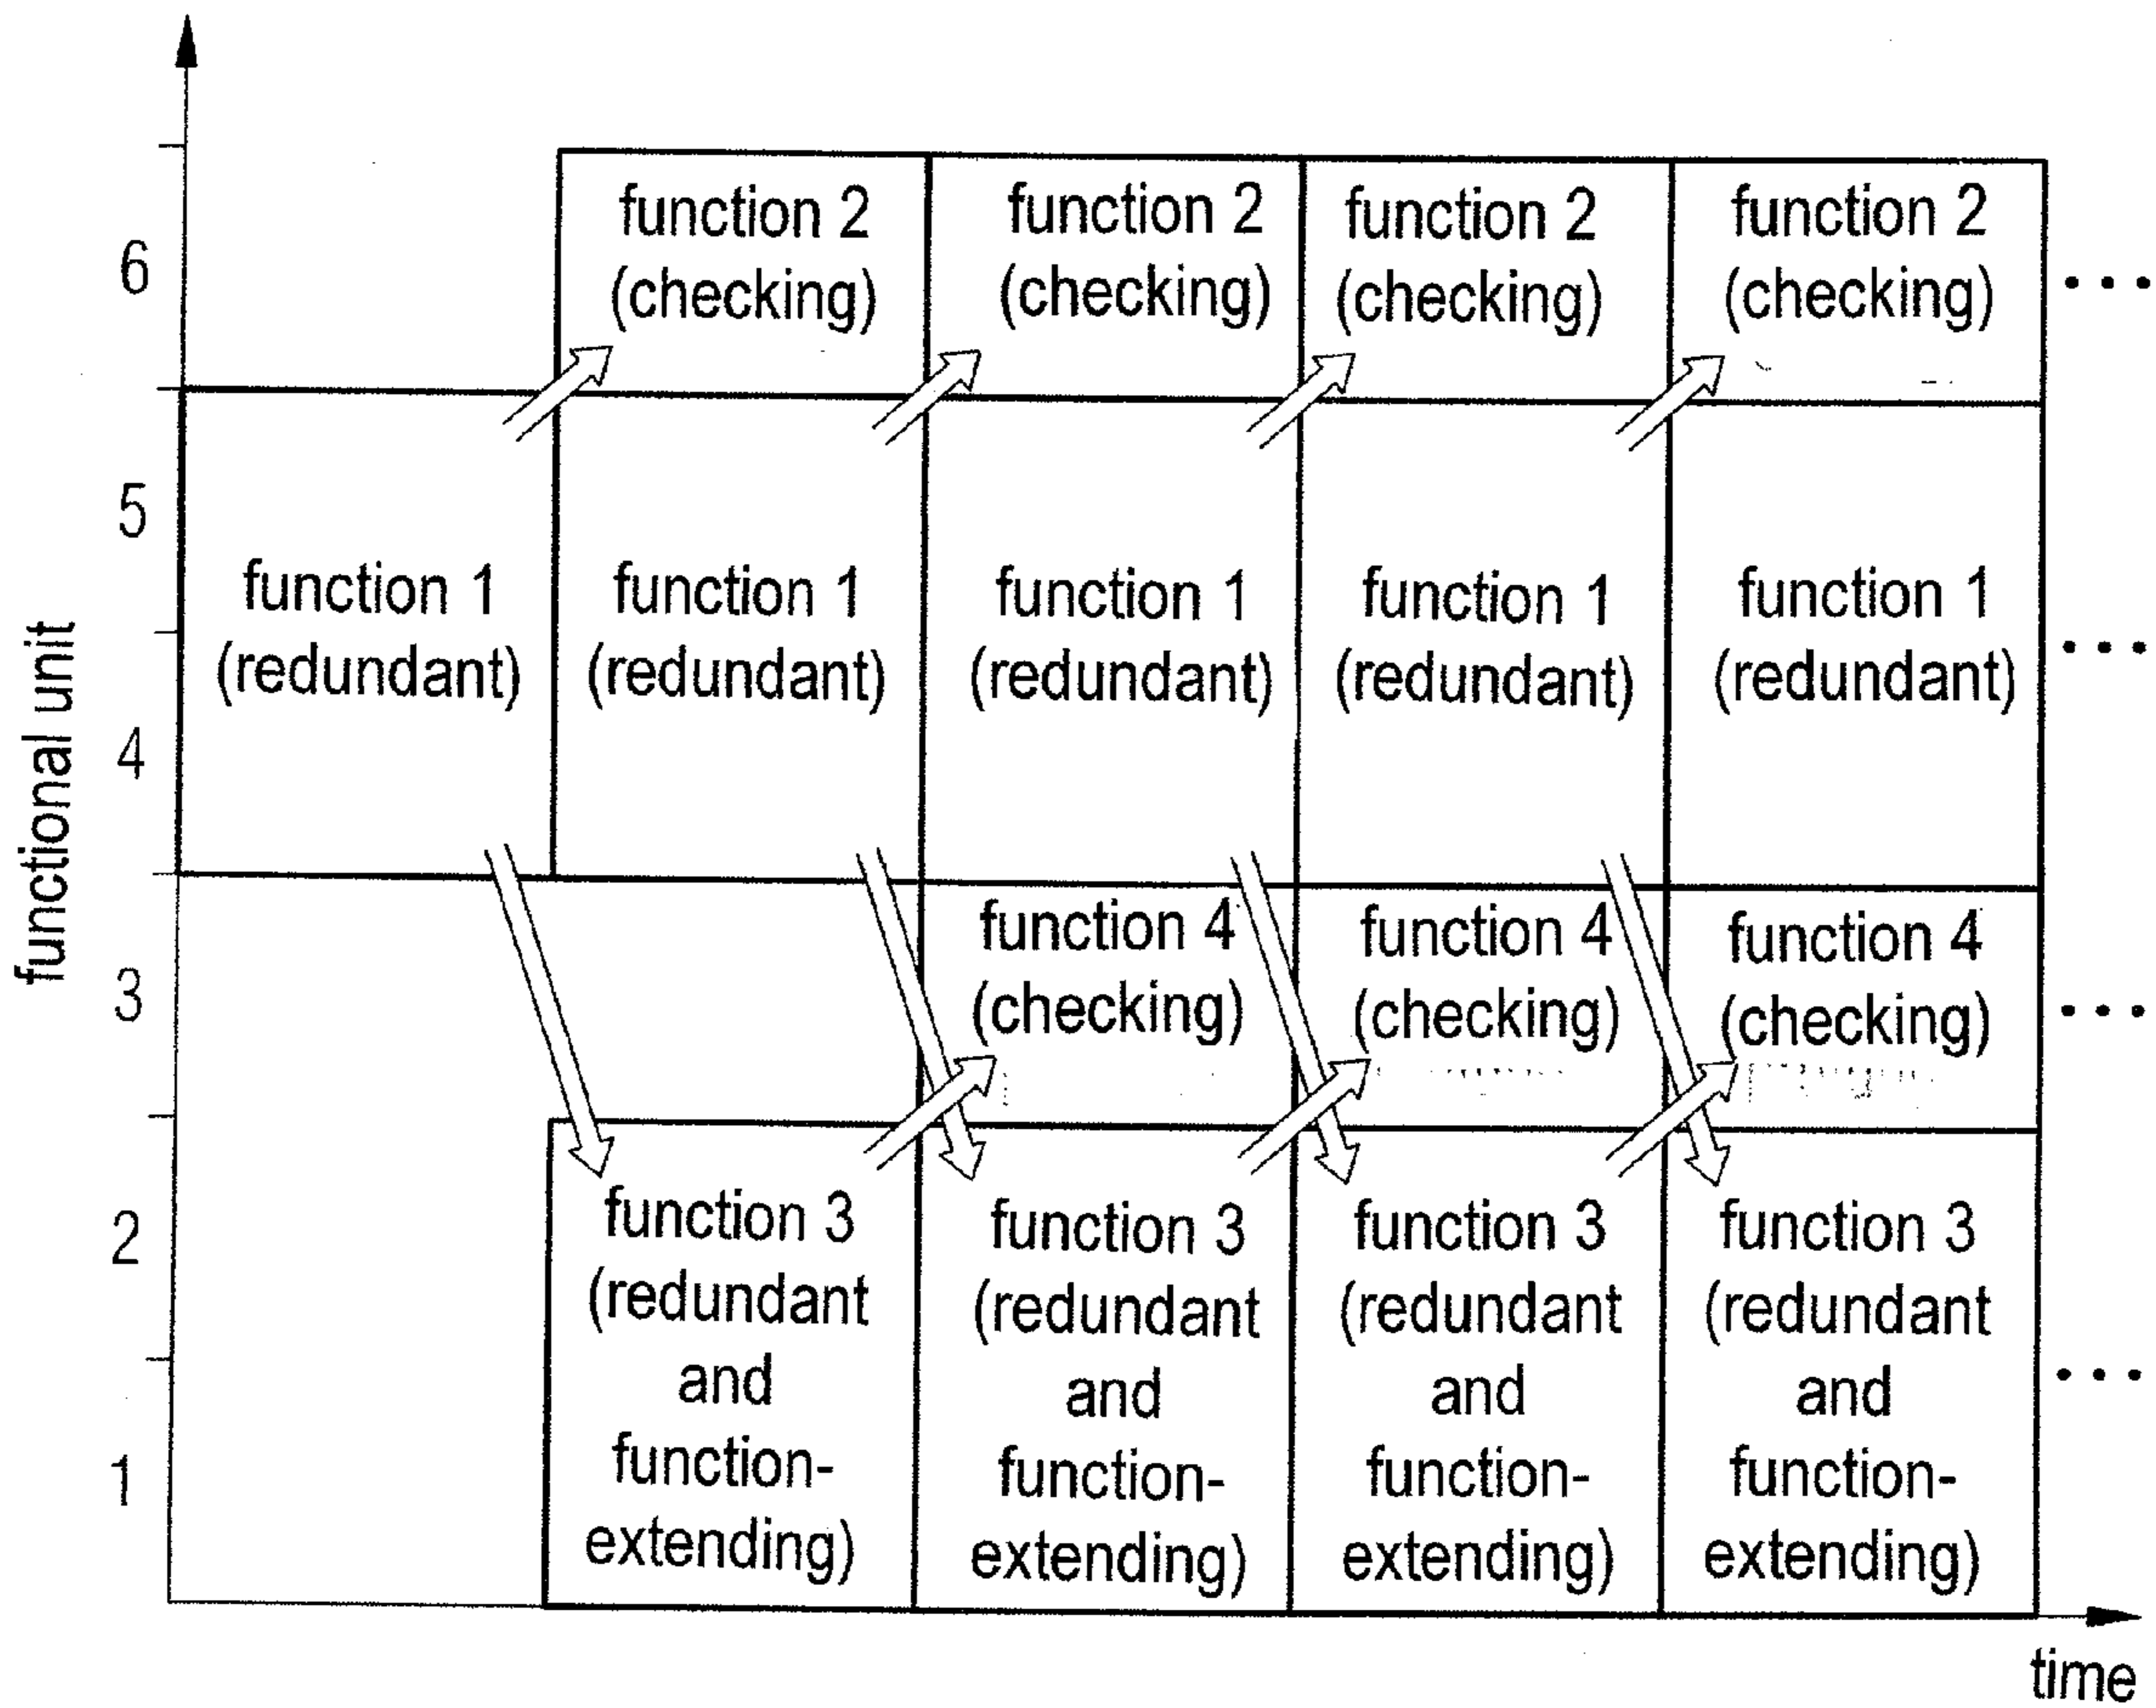 function 2
(checking)
function 2
(checking)
function 2
(checking)
function 2
(checking)
6
...
5
function 1
(redundant)
function 1
(redundant)
function 1
(redundant)
function 1
(redundant)
function 1
(redundant)
...
functional unit
4
function 4
(checking)
function 4
(checking)
function 4
(checking)
3
...
function 3
(redundant
and
function-
extending)
function 3
(redundant
and
function-
extending)
function 3
(redundant
and
function-
extending)
function 3
(redundant
and
function-
extending)
2
...
1
time